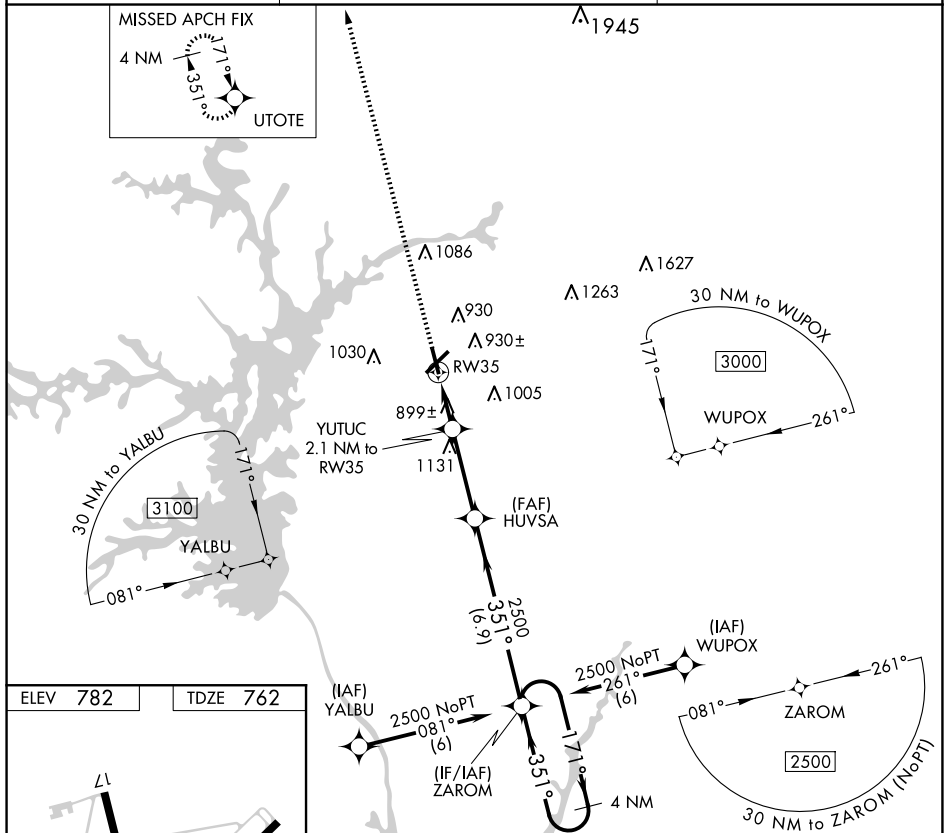 MISSED APCH FIX
4 NM
171°
351°
UTOTE
1945
1086
1627
1263
930
930±
1030
RW35
1005
899±
YUTUC
2.1 NM to
RW35
1131
30 NM to WUPOX
171°
3000
WUPOX
261°
30 NM to YALBU
171°
3100
YALBU
081°
(FAF)
HUVSA
2500
351°
(6.9)
(IAF)
WUPOX
2500 NoPT
261°
(6)
(IAF)
YALBU
2500 NoPT
081°
(6)
(IF/IAF)
ZAROM
351°
171°
4 NM
261°
081°
ZAROM
2500
30 NM to ZAROM (NoPT)
ELEV 782
TDZE 762
17